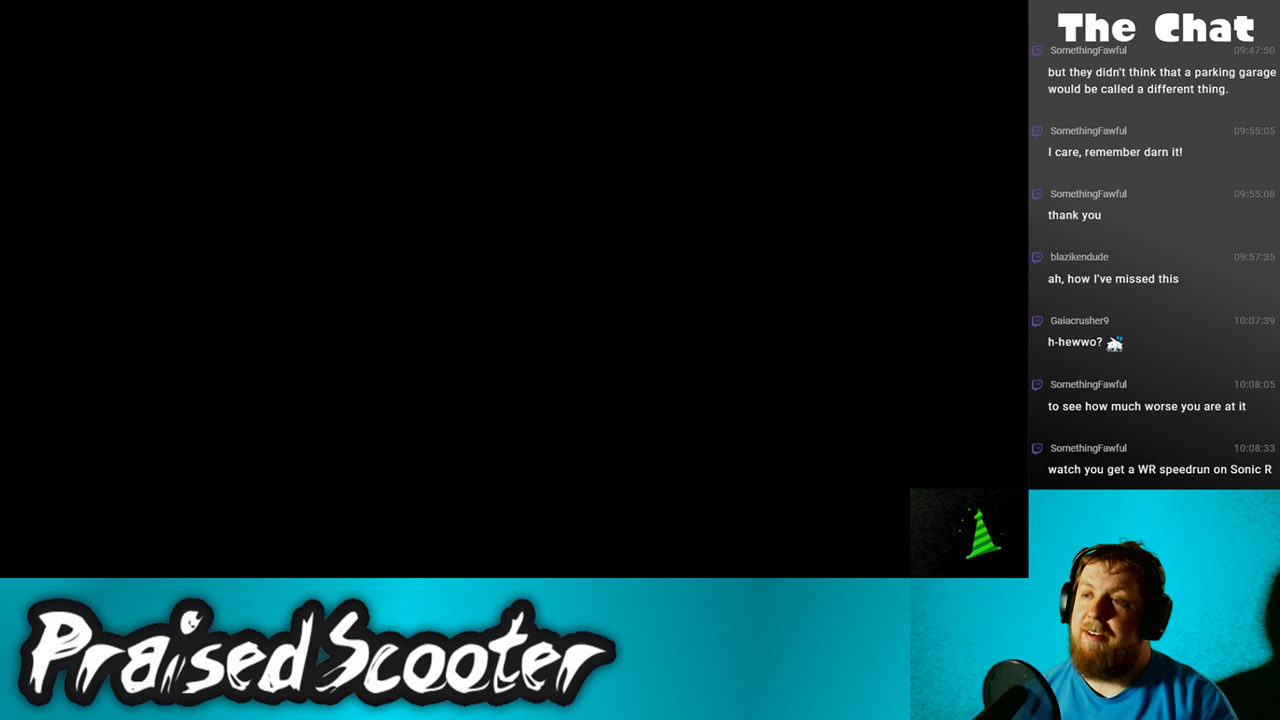 The Chat
SomethingFawful 09:47:50
but they didn't think that a parking garage
would be called a different thing.
SomethingFawful 09:55:05
I care, remember darn it!
SomethingFawful 09:55:08
thank you
blazikendude 09:57:35
ah, how I've missed this
Gaiacrusher9 10:07:39
h-hewwo?
SomethingFawful 10:08:05
to see how much worse you are at it
SomethingFawful 10:08:33
watch you get a WR speedrun on Sonic R
PraisedScooter